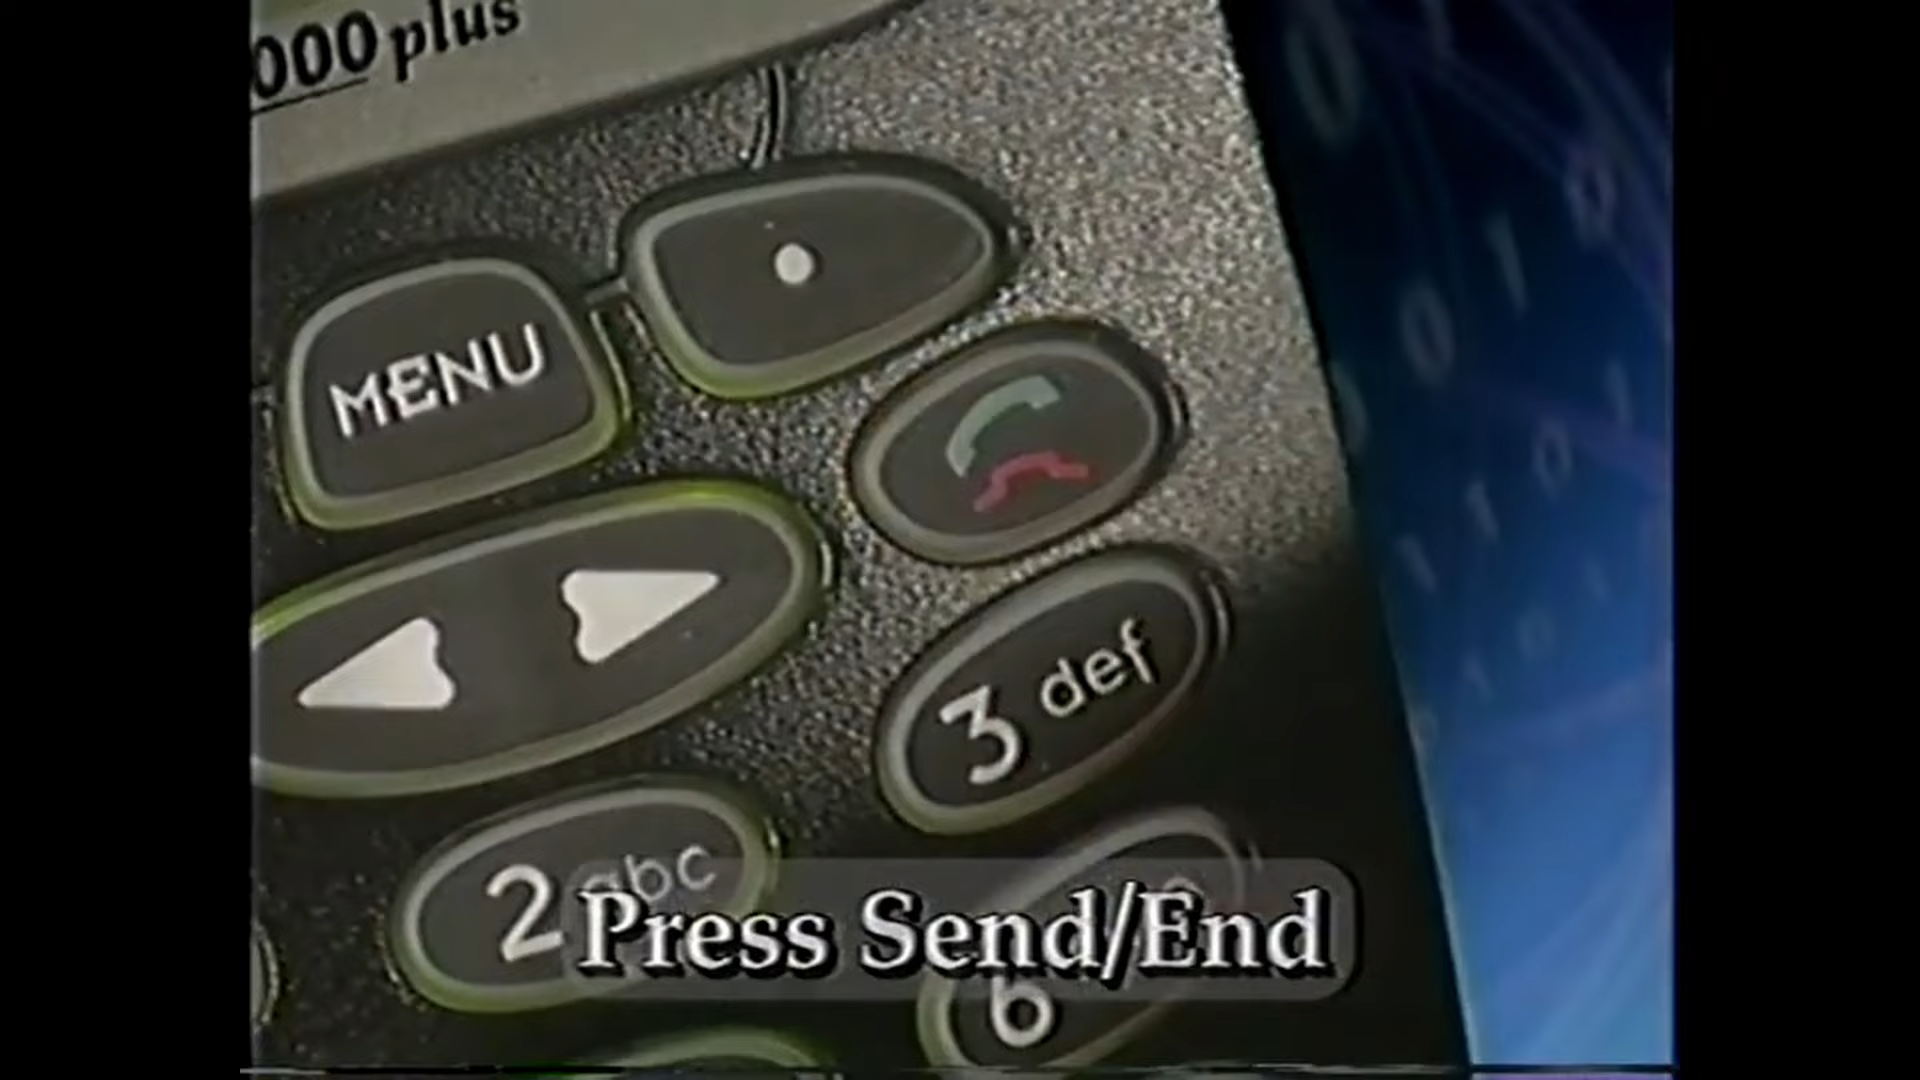 000 plus
MENU
3 def
2 abc
Press Send/End
6